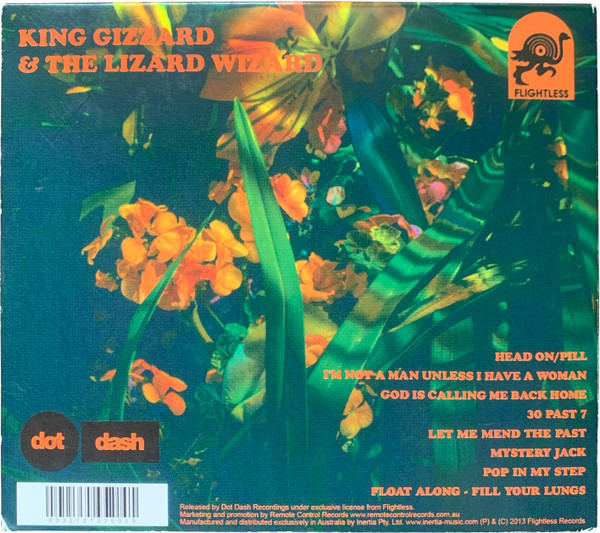 KING GIZZARD
& THE LIZARD WIZARD
FLIGHTLESS
HEAD ON/PILL
I'M NOT A MAN UNLESS I HAVE A WOMAN
GOD IS CALLING ME BACK HOME
30 PAST 7
LET ME MEND THE PAST
MYSTERY JACK
POP IN MY STEP
FLOAT ALONG - FILL YOUR LUNGS
dot dash
Released by Dot Dash Recordings under exclusive license from Flightless.
Marketing and promotion by Remote Control Records www.remotecontrolrecords.com.au
Manufactured and distributed exclusively in Australia by Inertia Pty. Ltd. www.inertia-music.com (P) & (C) 2013 Flightless Records